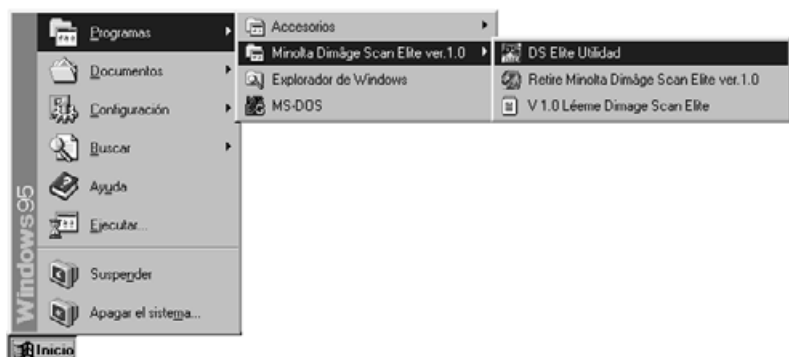 Programas
Documentos
Configuración
Buscar
Ayuda
Ejecutar...
Suspender
Apagar el sistema...
Windows95
Inicio
Accesorios
Minolta Dimâge Scan Elite ver.1.0
Explorador de Windows
MS-DOS
DS Elite Utilidad
Retire Minolta Dimâge Scan Elite ver.1.0
V 1.0 Léeme Dimage Scan Elite